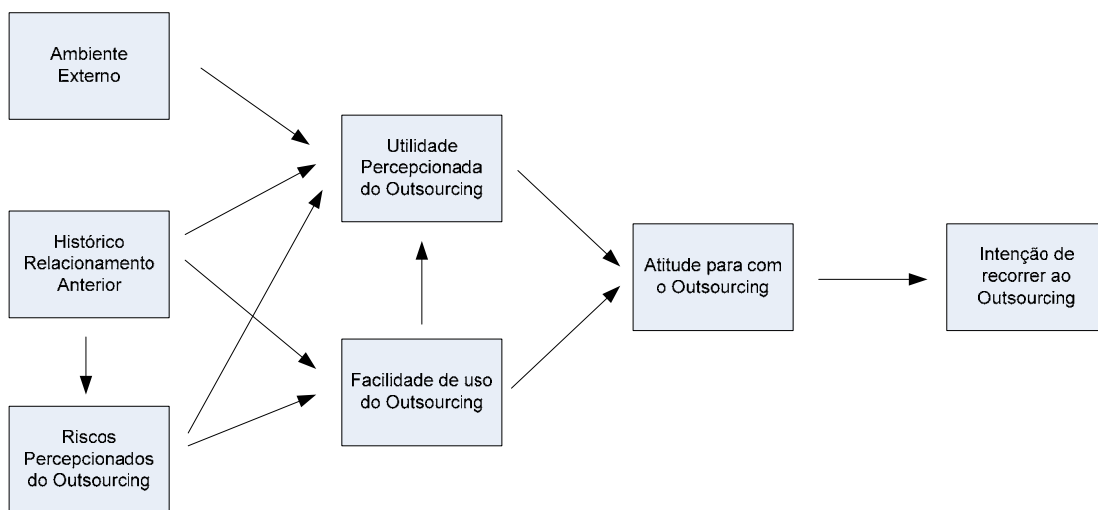 Ambiente
Externo
Histórico
Relacionamento
Anterior
Riscos
Percepcionados
do Outsourcing
Utilidade
Percepcionada
do Outsourcing
Facilidade de uso
do Outsourcing
Atitude para com
o Outsourcing
Intenção de
recorrer ao
Outsourcing